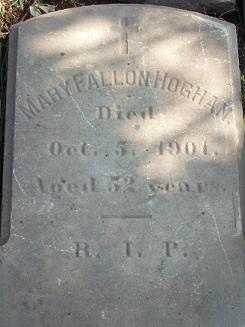 MARY FALLON HOGHAN.
Died
Oct. 5. 1901.
Aged 52 years.
R. I. P.